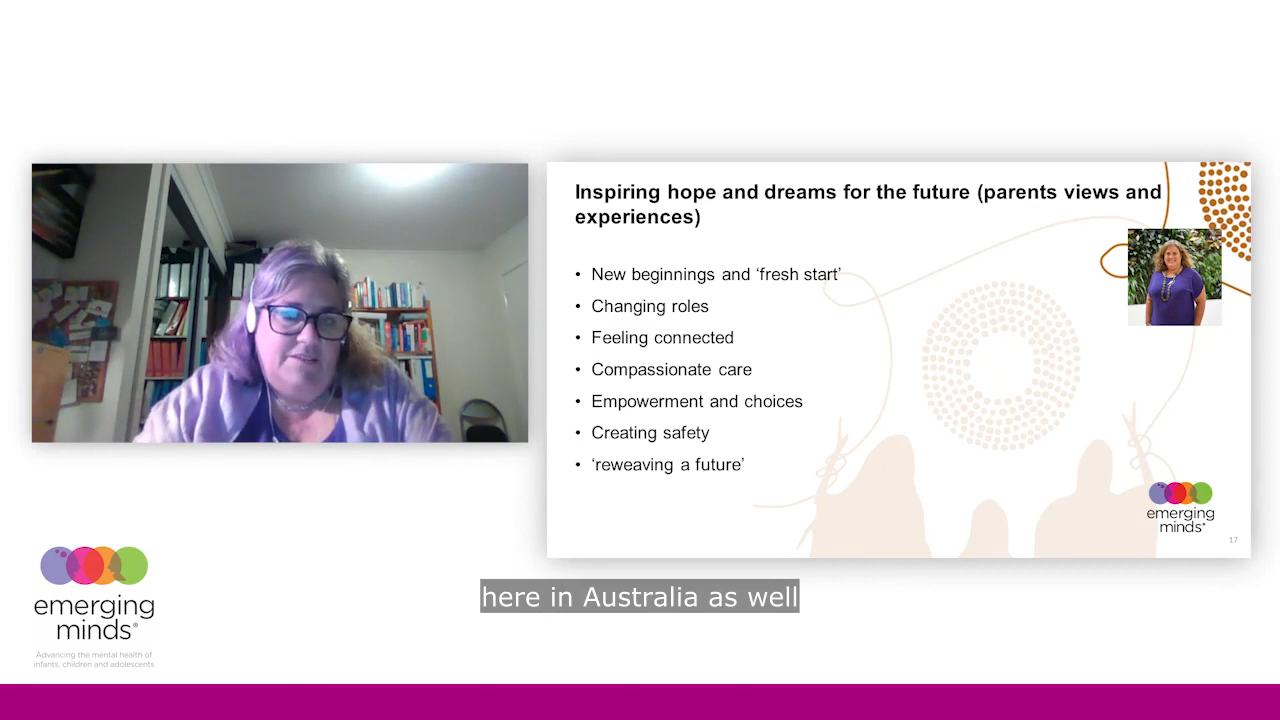 Inspiring hope and dreams for the future (parents views and
experiences)
• New beginnings and ‘fresh start’
• Changing roles
• Feeling connected
• Compassionate care
• Empowerment and choices
• Creating safety
• ‘reweaving a future’
emerging
minds®
17
here in Australia as well
emerging
minds®
Advancing the mental health of
infants, children and adolescents